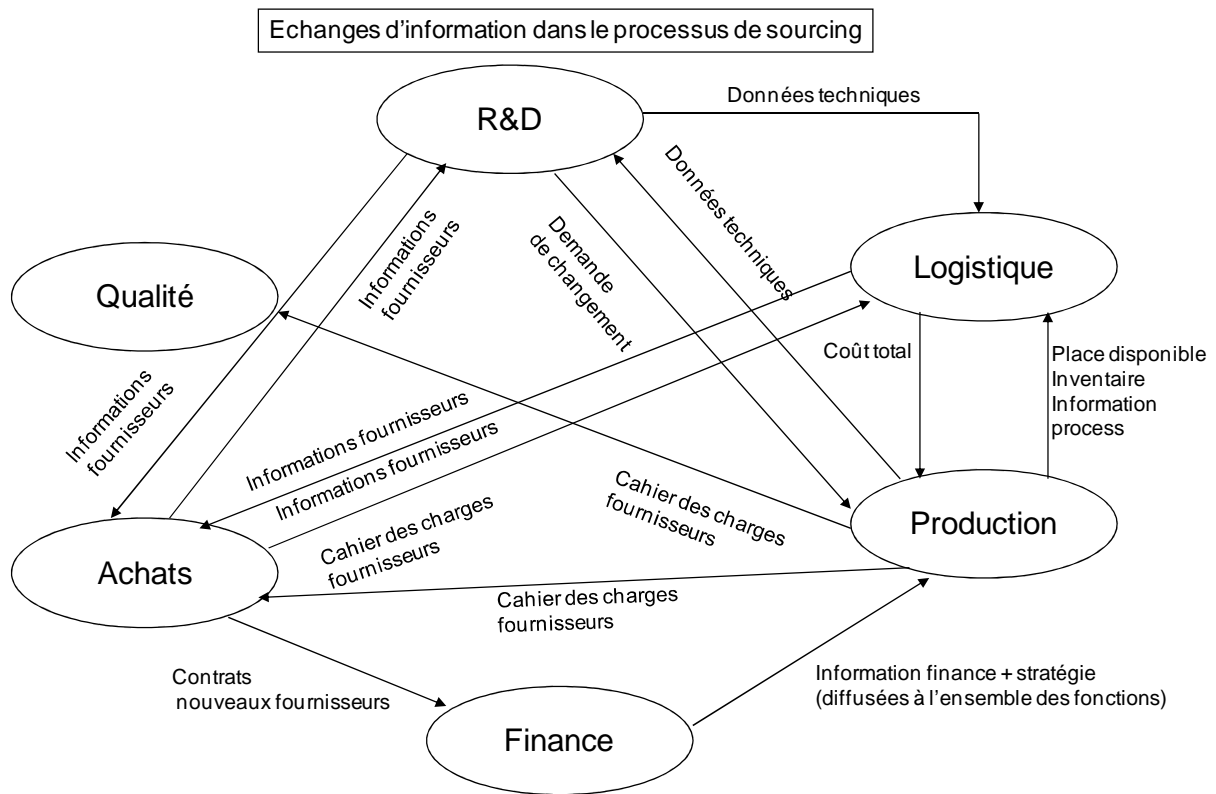 Echanges d'information dans le processus de sourcing
R&D
Données techniques
Données techniques
Informations
fournisseurs
Demande
de changement
Logistique
Qualité
Coût total
Place disponible
Inventaire
Information
process
Informations
fournisseurs
Informations fournisseurs
Informations fournisseurs
Cahier des charges
fournisseurs
Cahier des charges
fournisseurs
Production
Achats
Cahier des charges
fournisseurs
Contrats
nouveaux fournisseurs
Information finance + stratégie
(diffusées à l'ensemble des fonctions)
Finance